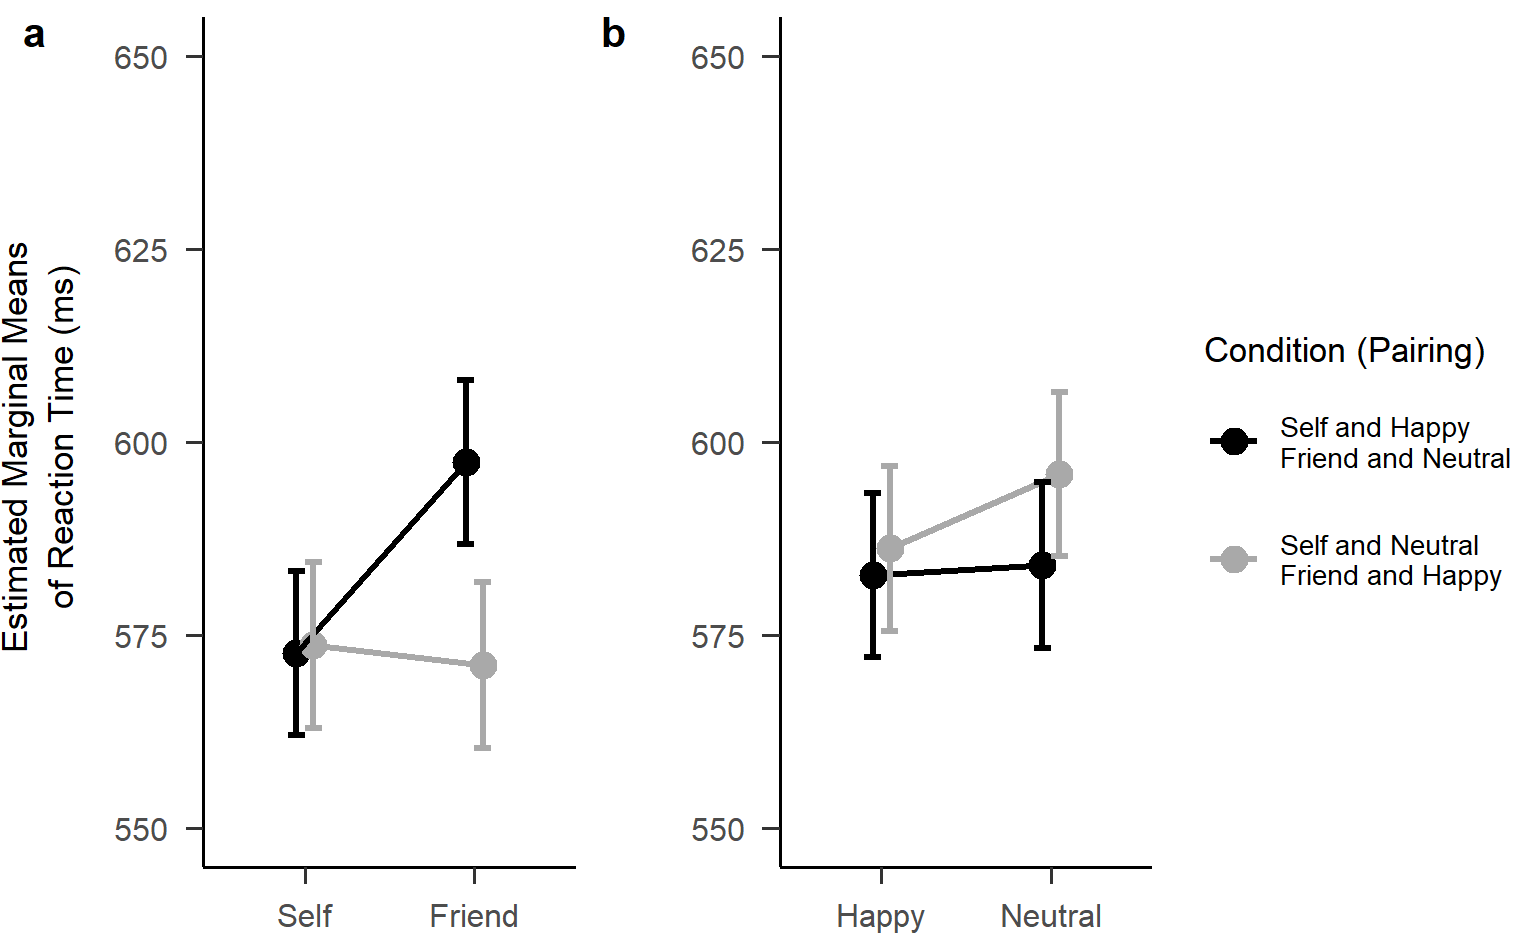 a
650
625
600
575
550
Estimated Marginal Means
of Reaction Time (ms)
Self
Friend
b
650
625
600
575
550
Happy
Neutral
Condition (Pairing)
Self and Happy
Friend and Neutral
Self and Neutral
Friend and Happy